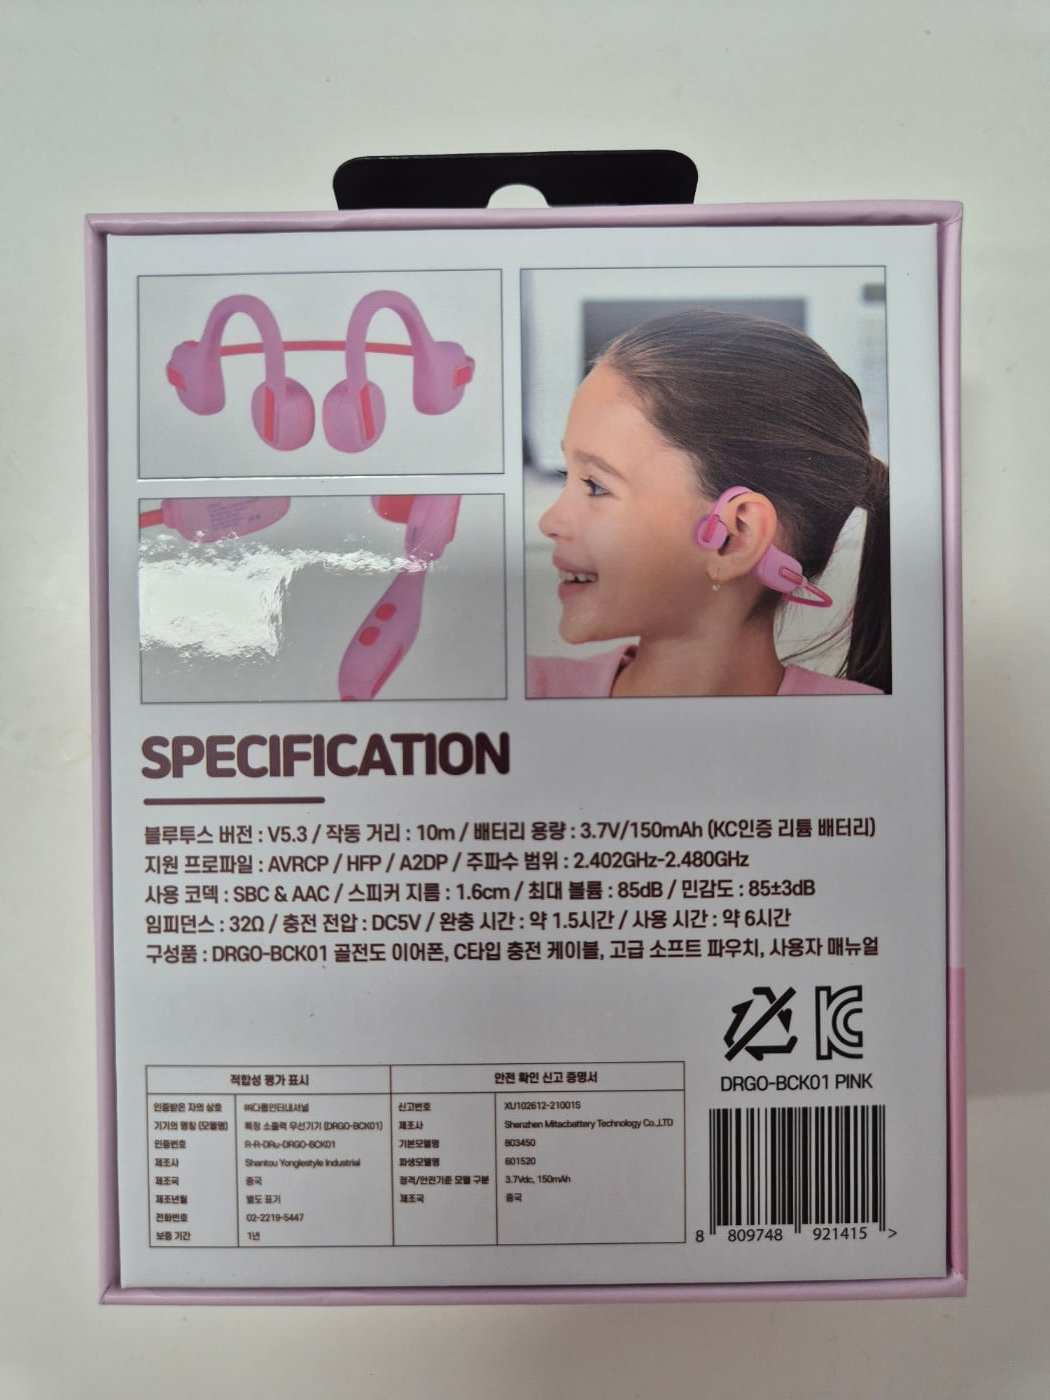 SPECIFICATION
블루투스 버전 : V5.3 / 작동 거리 : 10m / 배터리 용량 : 3.7V/150mAh (KC인증 리튬 배터리)
지원 프로파일 : AVRCP / HFP / A2DP / 주파수 범위 : 2.402GHz-2.480GHz
사용 코덱 : SBC & AAC / 스피커 지름 : 1.6cm / 최대 볼륨 : 85dB / 민감도 : 85±3dB
임피던스 : 32Ω / 충전 전압 : DC5V / 완충 시간 : 약 1.5시간 / 사용 시간 : 약 6시간
구성품 : DRGO-BCK01 골전도 이어폰, C타입 충전 케이블, 고급 소프트 파우치, 사용자 매뉴얼
KC
DRGO-BCK01 PINK
적합성 평가 표시
인증받은 자의 상호 ㈜다룸인터내셔널
기기의 명칭 (모델명) 특정 소출력 무선기기 (DRGO-BCK01)
인증번호 R-R-DRu-DRGO-BCK01
제조사 Shantou Yonglestyle Industrial
제조국 중국
제조년월 별도 표기
전화번호 02-2219-5447
보증 기간 1년
안전 확인 신고 증명서
신고번호 XU102612-21001S
제조사 Shenzhen Mitacbattery Technology Co.,LTD
기본모델명 803450
파생모델명 601520
정격/안전기준 모델 구분 3.7Vdc, 150mAh
제조국 중국
8 809748 921415 >